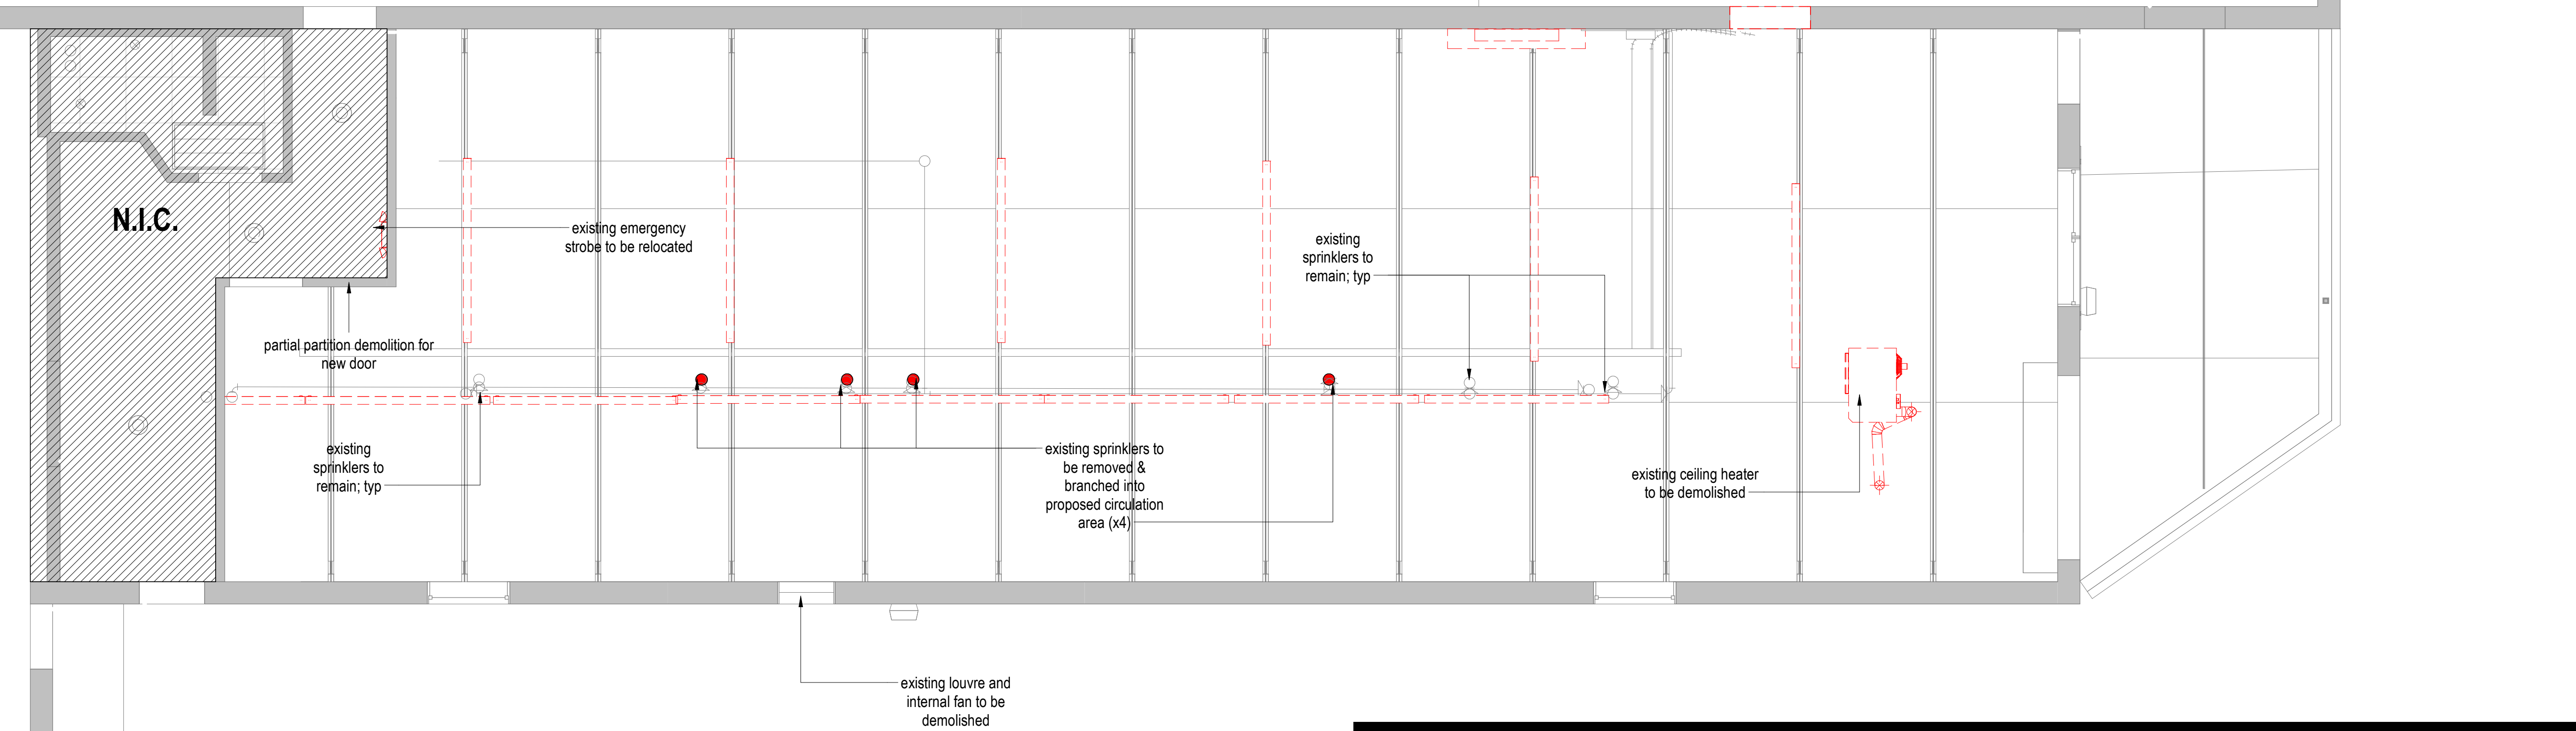 N.I.C.
existing emergency
strobe to be relocated
existing
sprinklers to
remain; typ
partial partition demolition for
new door
existing
sprinklers to
remain; typ
existing sprinklers to
be removed &
branched into
proposed circulation
area (x4)
existing ceiling heater
to be demolished
existing louvre and
internal fan to be
demolished